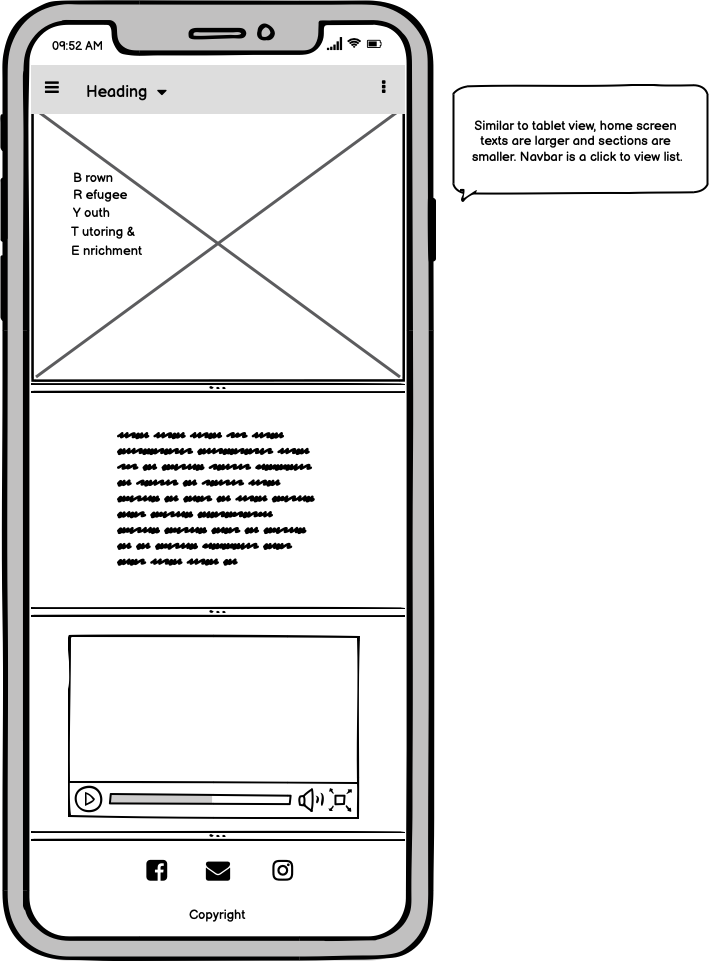 09:52 AM
Heading
B rown
R efugee
Y outh
T utoring &
E nrichment
Copyright
Similar to tablet view, home screen
texts are larger and sections are
smaller. Navbar is a click to view list.